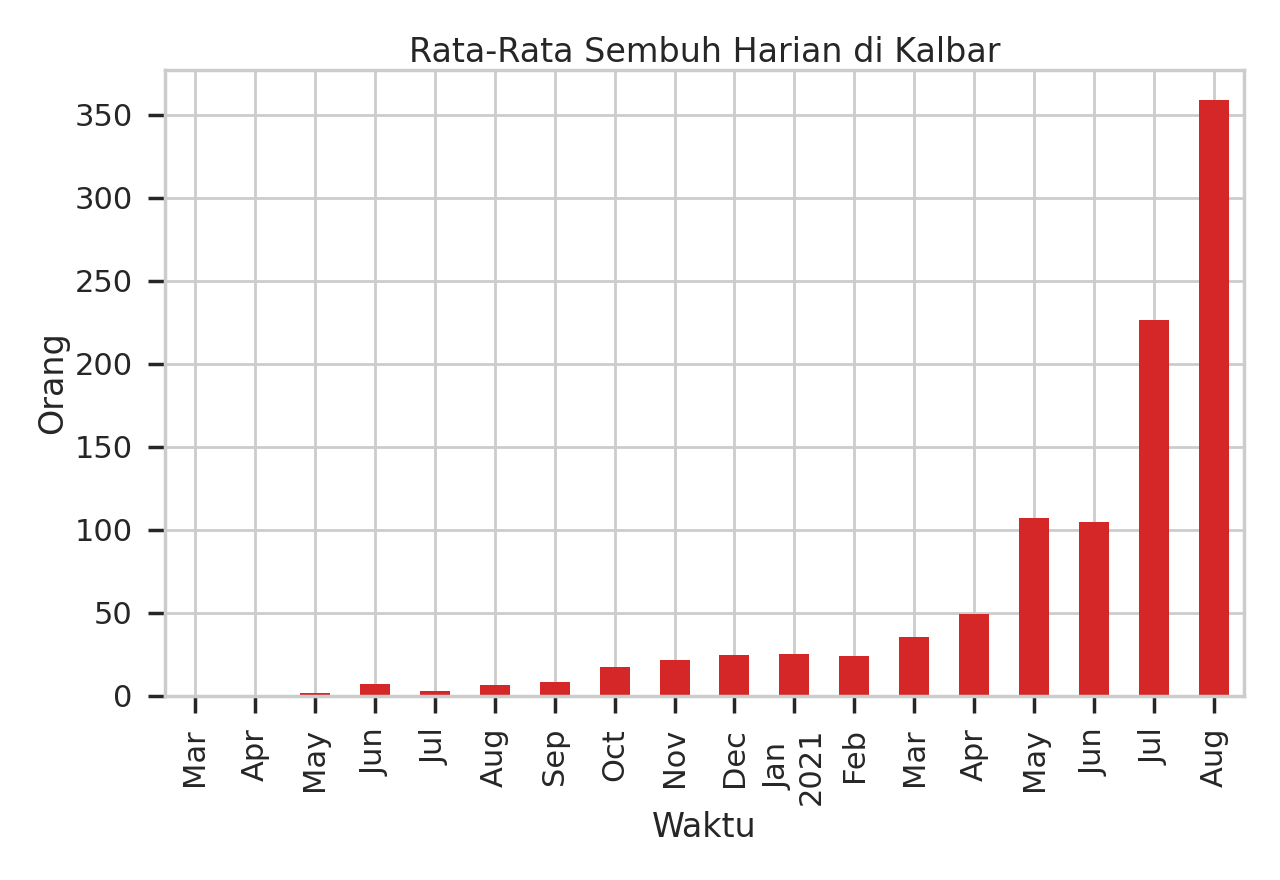 Rata-Rata Sembuh Harian di Kalbar
350
300
250
200
150
100
50
0
Orang
Mar
Apr
May
Jun
Jul
Aug
Sep
Oct
Nov
Dec
Jan
2021
Feb
Mar
Apr
May
Jun
Jul
Aug
Waktu